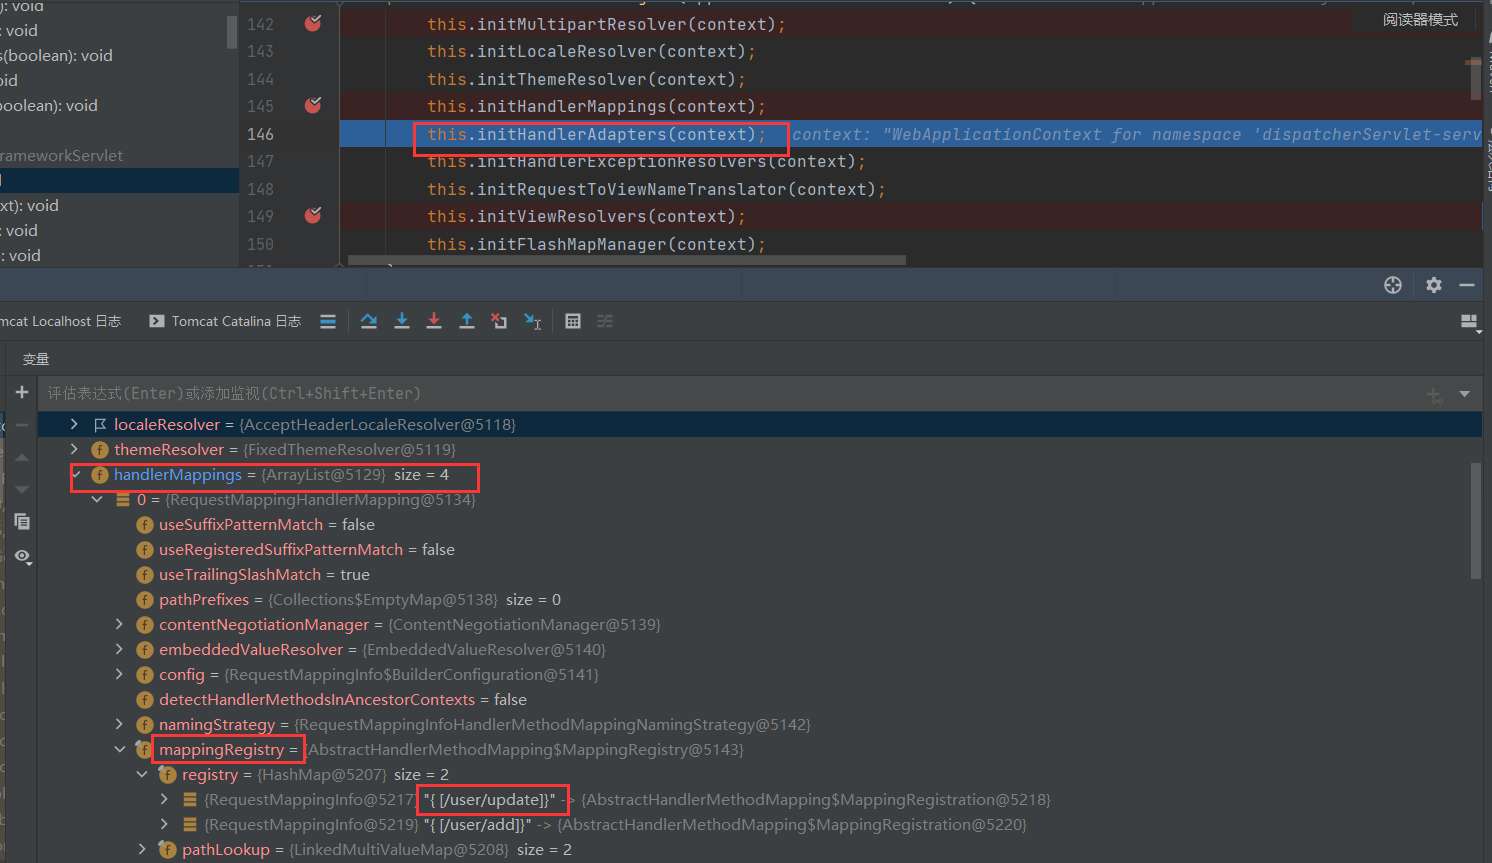 ): void
: void
s(boolean): void
oid
boolean): void
rameworkServlet
xt): void
: void
: void
142 this.initMultipartResolver(context);
阅读器模式
143 this.initLocaleResolver(context);
144 this.initThemeResolver(context);
145 this.initHandlerMappings(context);
146 this.initHandlerAdapters(context); context: "WebApplicationContext for namespace 'dispatcherServlet-serv
147 this.initHandlerExceptionResolvers(context);
148 this.initRequestToViewNameTranslator(context);
149 this.initViewResolvers(context);
150 this.initFlashMapManager(context);
mcat Localhost 日志 Tomcat Catalina 日志
变量
评估表达式(Enter)或添加监视(Ctrl+Shift+Enter)
localeResolver = {AcceptHeaderLocaleResolver@5118}
themeResolver = {FixedThemeResolver@5119}
handlerMappings = {ArrayList@5129} size = 4
0 = {RequestMappingHandlerMapping@5134}
useSuffixPatternMatch = false
useRegisteredSuffixPatternMatch = false
useTrailingSlashMatch = true
pathPrefixes = {Collections$EmptyMap@5138} size = 0
contentNegotiationManager = {ContentNegotiationManager@5139}
embeddedValueResolver = {EmbeddedValueResolver@5140}
config = {RequestMappingInfo$BuilderConfiguration@5141}
detectHandlerMethodsInAncestorContexts = false
namingStrategy = {RequestMappingInfoHandlerMethodMappingNamingStrategy@5142}
mappingRegistry = {AbstractHandlerMethodMapping$MappingRegistry@5143}
registry = {HashMap@5207} size = 2
{RequestMappingInfo@5217} "{ [/user/update]}" -> {AbstractHandlerMethodMapping$MappingRegistration@5218}
{RequestMappingInfo@5219} "{ [/user/add]}" -> {AbstractHandlerMethodMapping$MappingRegistration@5220}
pathLookup = {LinkedMultiValueMap@5208} size = 2